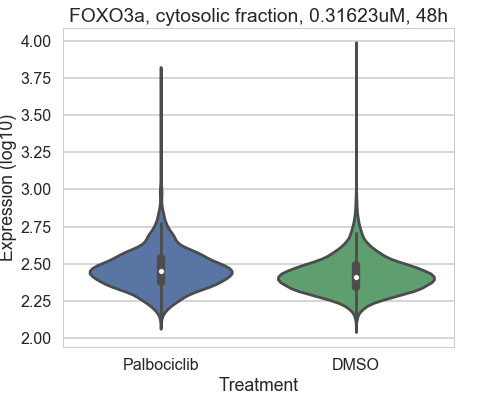 FOXO3a, cytosolic fraction, 0.31623uM, 48h
Expression (log10)
4.00
3.75
3.50
3.25
3.00
2.75
2.50
2.25
2.00
Palbociclib
DMSO
Treatment